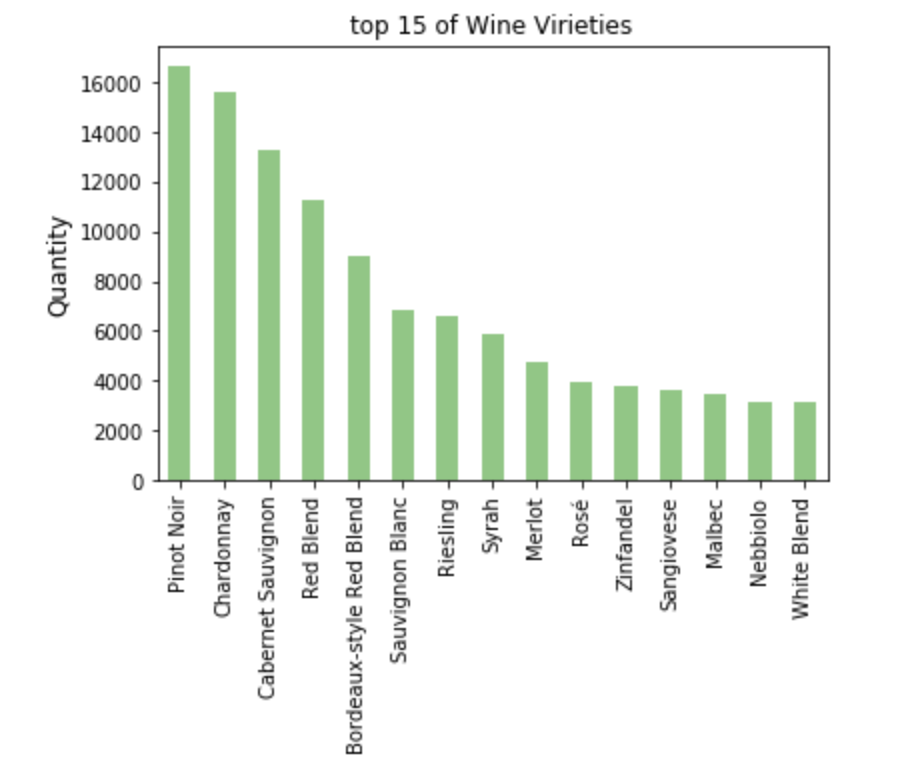 top 15 of Wine Virieties
Quantity
16000
14000
12000
10000
8000
6000
4000
2000
0
Pinot Noir
Chardonnay
Cabernet Sauvignon
Red Blend
Bordeaux-style Red Blend
Sauvignon Blanc
Riesling
Syrah
Merlot
Rosé
Zinfandel
Sangiovese
Malbec
Nebbiolo
White Blend